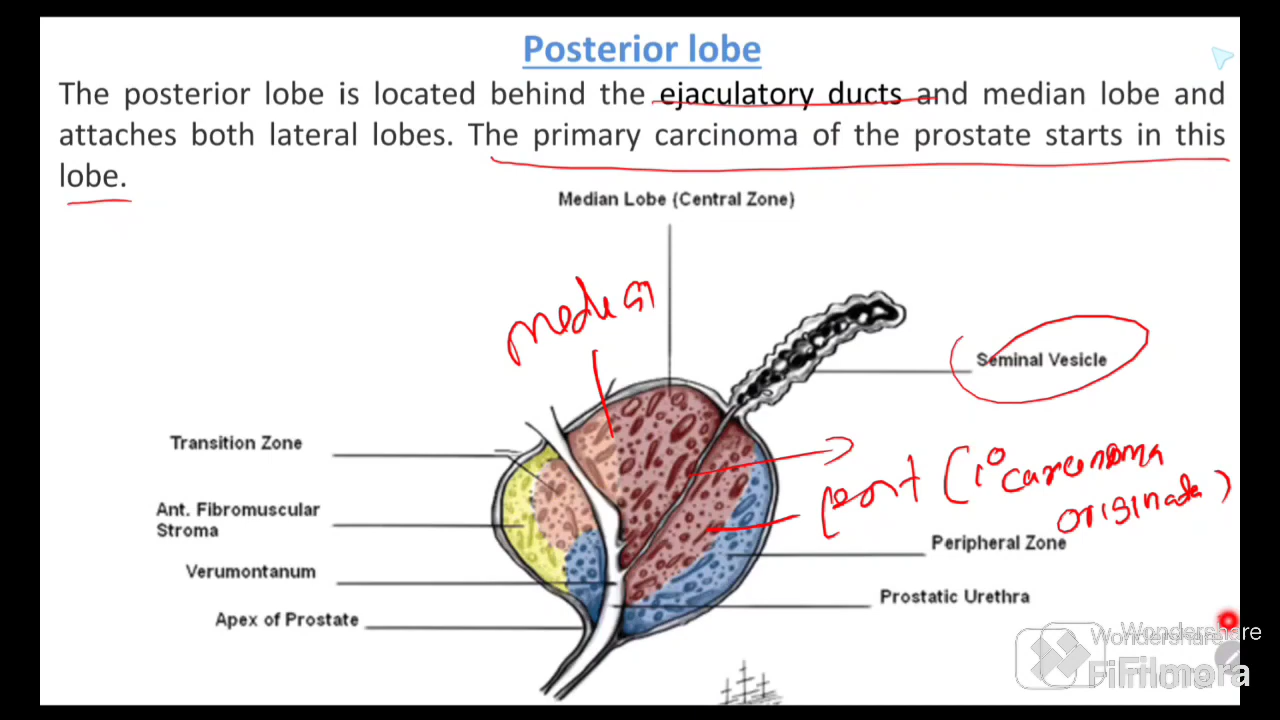 Posterior lobe
The posterior lobe is located behind the ejaculatory ducts and median lobe and
attaches both lateral lobes. The primary carcinoma of the prostate starts in this
lobe.
Median Lobe (Central Zone)
Seminal Vesicle
Transition Zone
post (1° carcinoma
originate)
Ant. Fibromuscular
Stroma
Peripheral Zone
Verumontanum
Prostatic Urethra
Apex of Prostate
Wondershare
Filmora